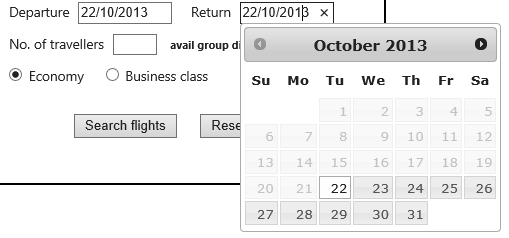 Departure 22/10/2013 Return 22/10/2013 ×
No. of travellers avail group di
Economy Business class
Search flights Rese
October 2013
Su Mo Tu We Th Fr Sa
1 2 3 4 5
6 7 8 9 10 11 12
13 14 15 16 17 18 19
20 21 22 23 24 25 26
27 28 29 30 31